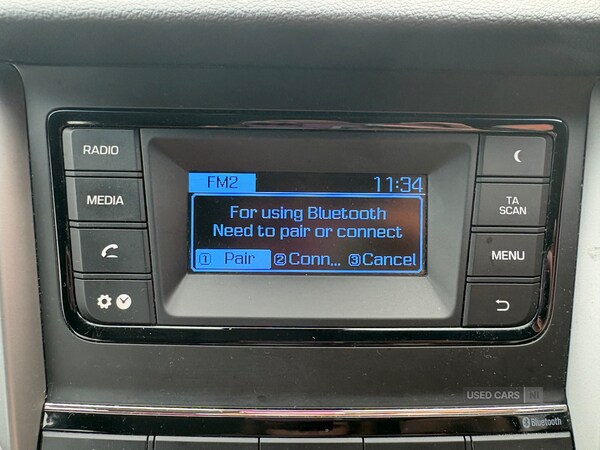 RADIO
MEDIA
FM2 11:34
For using Bluetooth
Need to pair or connect
① Pair ②Conn... ③Cancel
TA
SCAN
MENU
USED CARS NI
Bluetooth